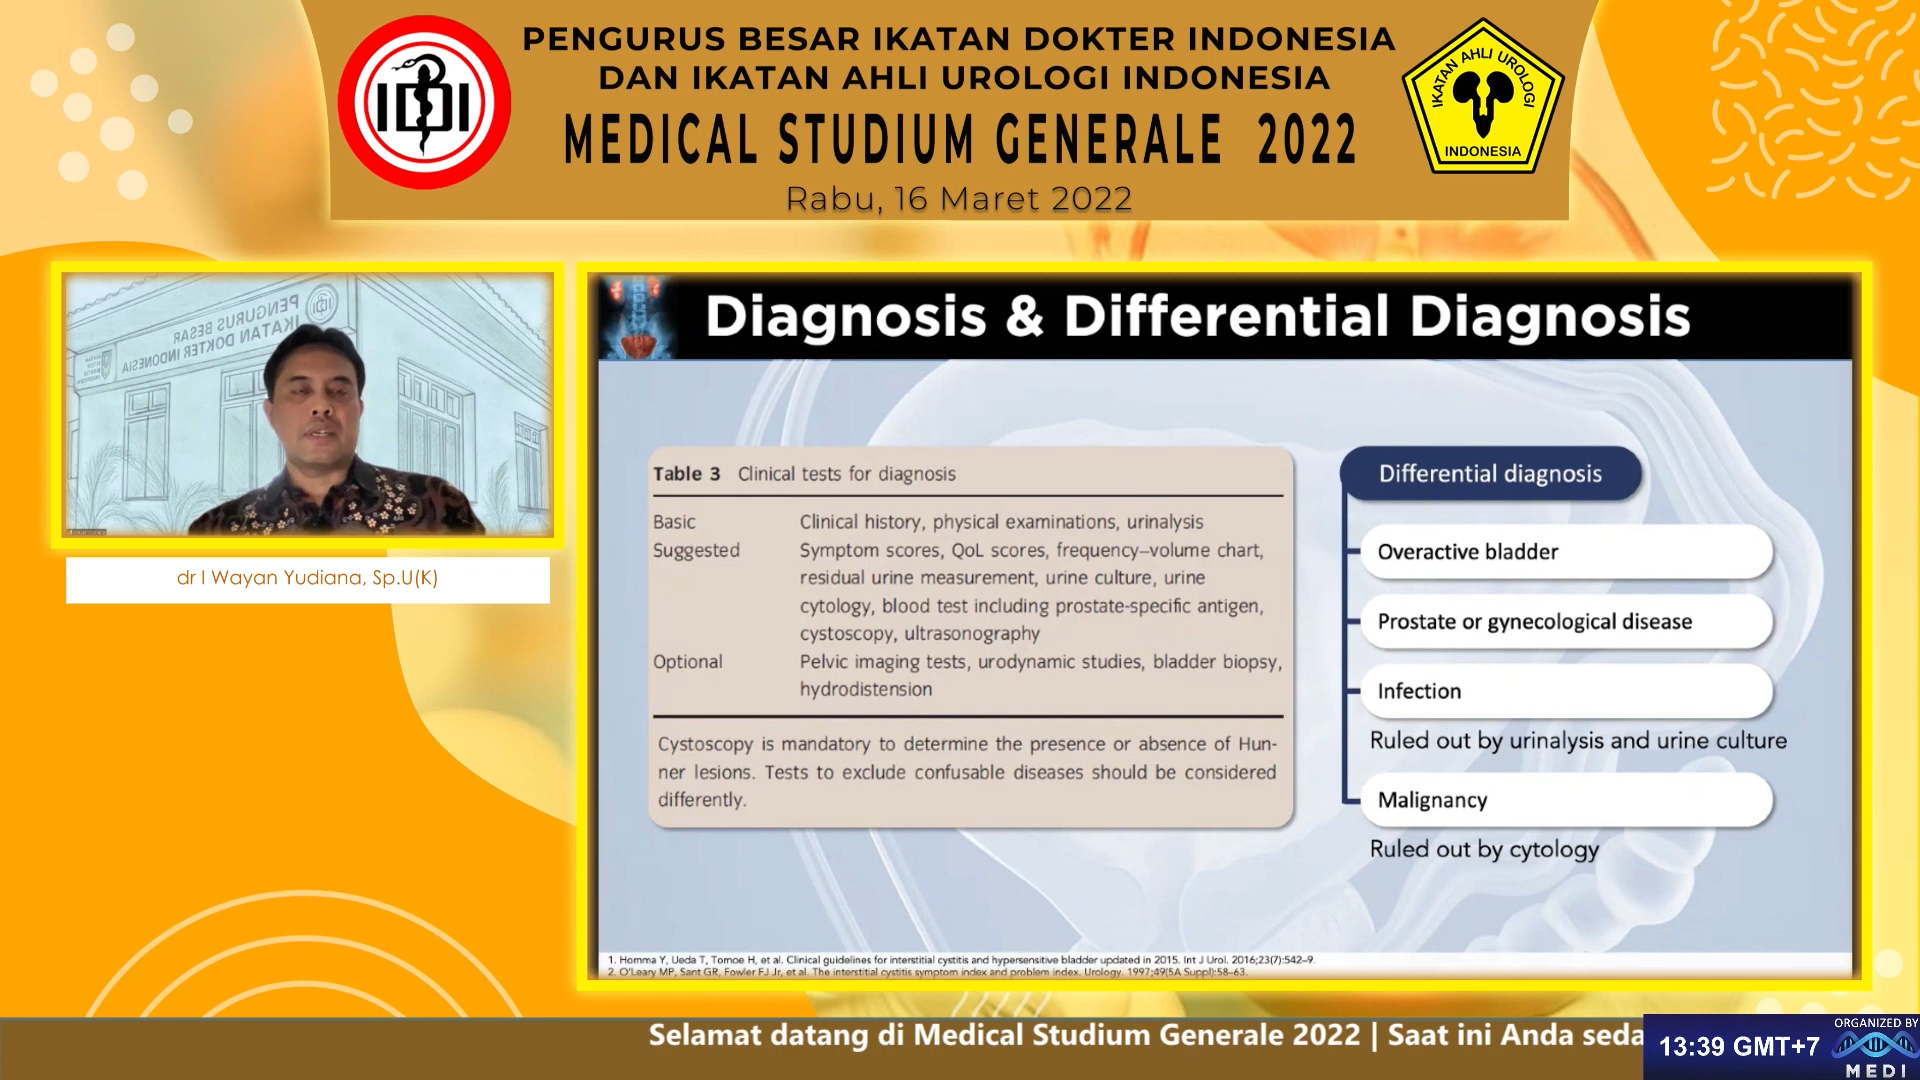 PENGURUS BESAR IKATAN DOKTER INDONESIA
DAN IKATAN AHLI UROLOGI INDONESIA
MEDICAL STUDIUM GENERALE 2022
Rabu, 16 Maret 2022
IDI
IKATAN AHLI UROLOGI
INDONESIA
PENGURUS BESAR
IKATAN DOKTER INDONESIA
dr I Wayan Yudiana, Sp.U(K)
Diagnosis & Differential Diagnosis
Table 3 Clinical tests for diagnosis
Basic Clinical history, physical examinations, urinalysis
Suggested Symptom scores, QoL scores, frequency–volume chart,
residual urine measurement, urine culture, urine
cytology, blood test including prostate-specific antigen,
cystoscopy, ultrasonography
Optional Pelvic imaging tests, urodynamic studies, bladder biopsy,
hydrodistension
Cystoscopy is mandatory to determine the presence or absence of Hun-
ner lesions. Tests to exclude confusable diseases should be considered
differently.
Differential diagnosis
Overactive bladder
Prostate or gynecological disease
Infection
Ruled out by urinalysis and urine culture
Malignancy
Ruled out by cytology
1. Homma Y, Ueda T, Tomoe H, et al. Clinical guidelines for interstitial cystitis and hypersensitive bladder updated in 2015. Int J Urol. 2016;23(7):542–9.
2. O'Leary MP, Sant GR, Fowler FJ Jr, et al. The interstitial cystitis symptom index and problem index. Urology. 1997;49(5A Suppl):58–63.
Selamat datang di Medical Studium Generale 2022 | Saat ini Anda seda
13:39 GMT+7
ORGANIZED BY
MEDI